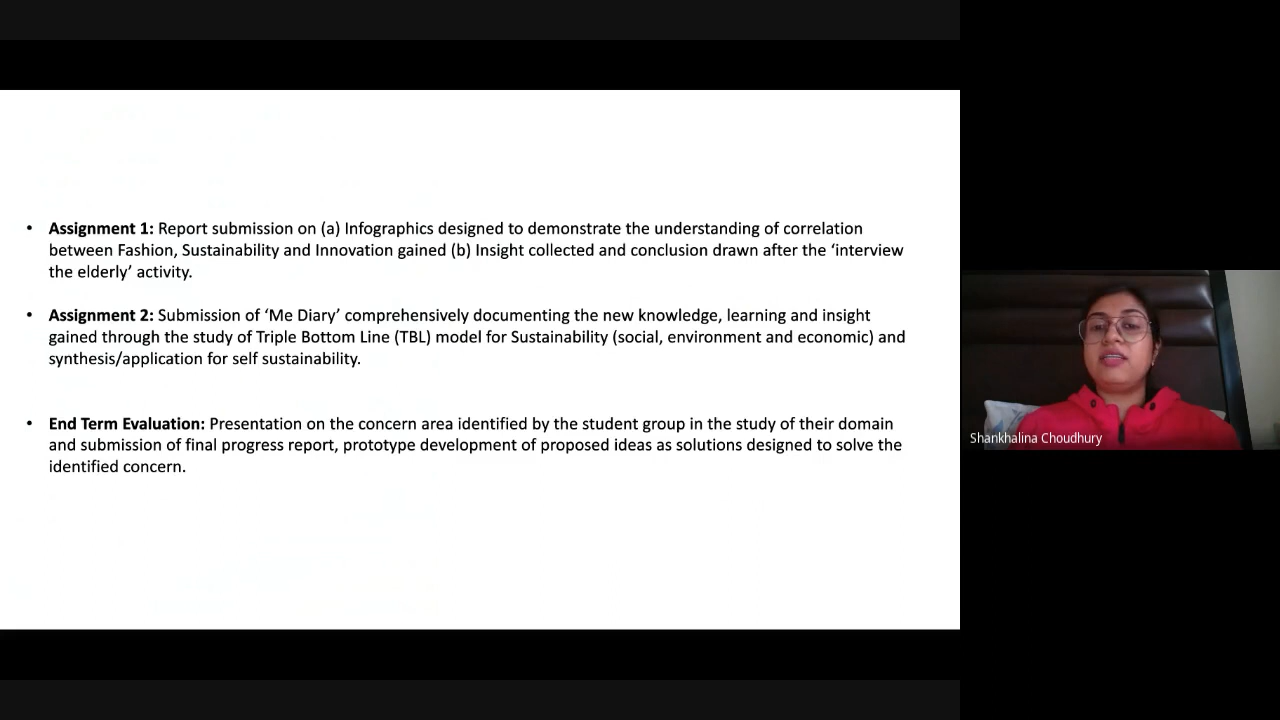 • Assignment 1: Report submission on (a) Infographics designed to demonstrate the understanding of correlation
between Fashion, Sustainability and Innovation gained (b) Insight collected and conclusion drawn after the ‘interview
the elderly’ activity.
• Assignment 2: Submission of ‘Me Diary’ comprehensively documenting the new knowledge, learning and insight
gained through the study of Triple Bottom Line (TBL) model for Sustainability (social, environment and economic) and
synthesis/application for self sustainability.
• End Term Evaluation: Presentation on the concern area identified by the student group in the study of their domain
and submission of final progress report, prototype development of proposed ideas as solutions designed to solve the
identified concern.
Shankhalina Choudhury